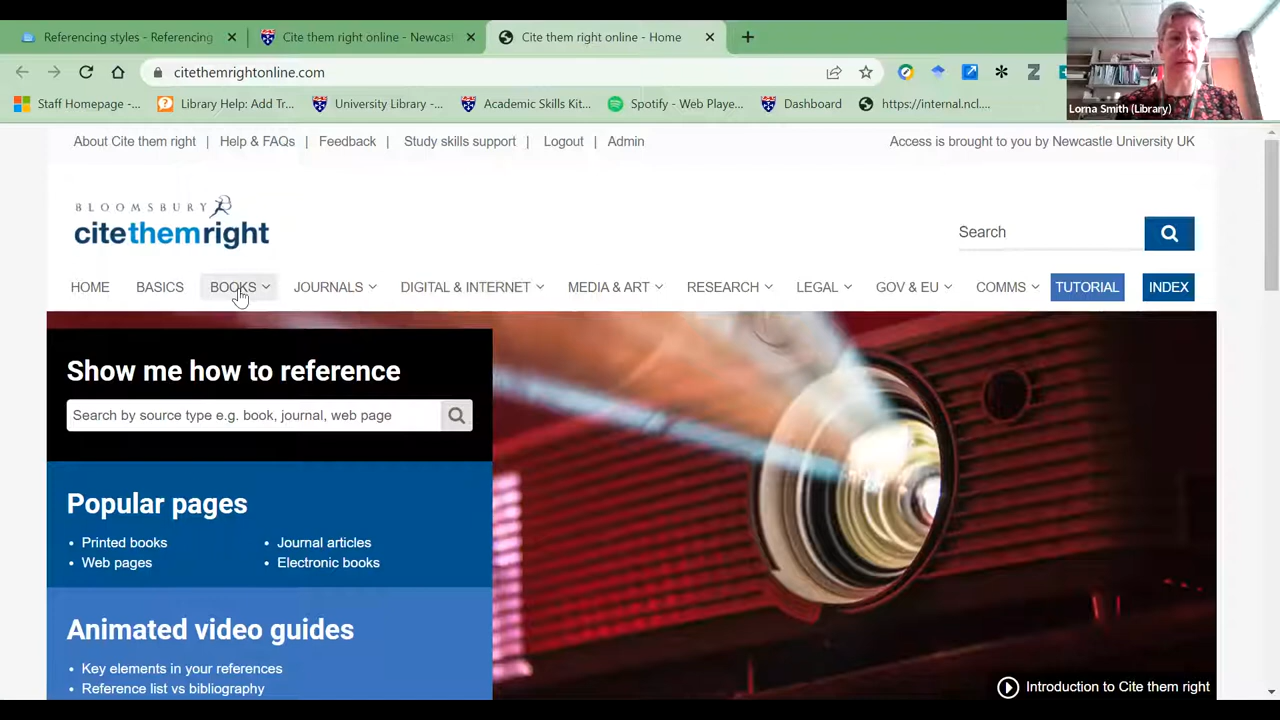 Referencing styles - Referencing
Cite them right online - Newcas
Cite them right online - Home
citethemrightonline.com
Staff Homepage -...
Library Help: Add Tr...
University Library -...
Academic Skills Kit...
Spotify - Web Playe...
Dashboard
https://internal.ncl....
Lorna Smith (Library)
About Cite them right | Help & FAQs | Feedback | Study skills support | Logout | Admin
Access is brought to you by Newcastle University UK
BLOOMSBURY
citethemright
Search
HOME BASICS BOOKS JOURNALS DIGITAL & INTERNET MEDIA & ART RESEARCH LEGAL GOV & EU COMMS TUTORIAL INDEX
Show me how to reference
Search by source type e.g. book, journal, web page
Popular pages
• Printed books
• Journal articles
• Web pages
• Electronic books
Animated video guides
• Key elements in your references
• Reference list vs bibliography
Introduction to Cite them right